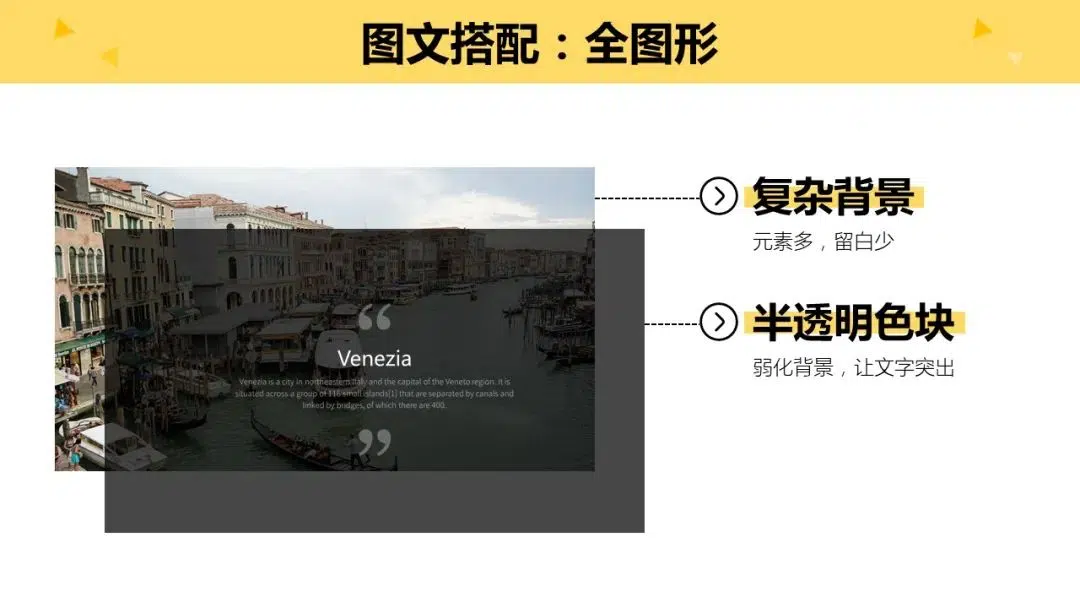 图文搭配：全图形
复杂背景
元素多，留白少
半透明色块
弱化背景，让文字突出
“
Venezia
Venezia is a city in northeastern Italy and the capital of the Veneto region. It is
situated across a group of 116 small islands[1] that are separated by canals and
linked by bridges, of which there are 400.
”